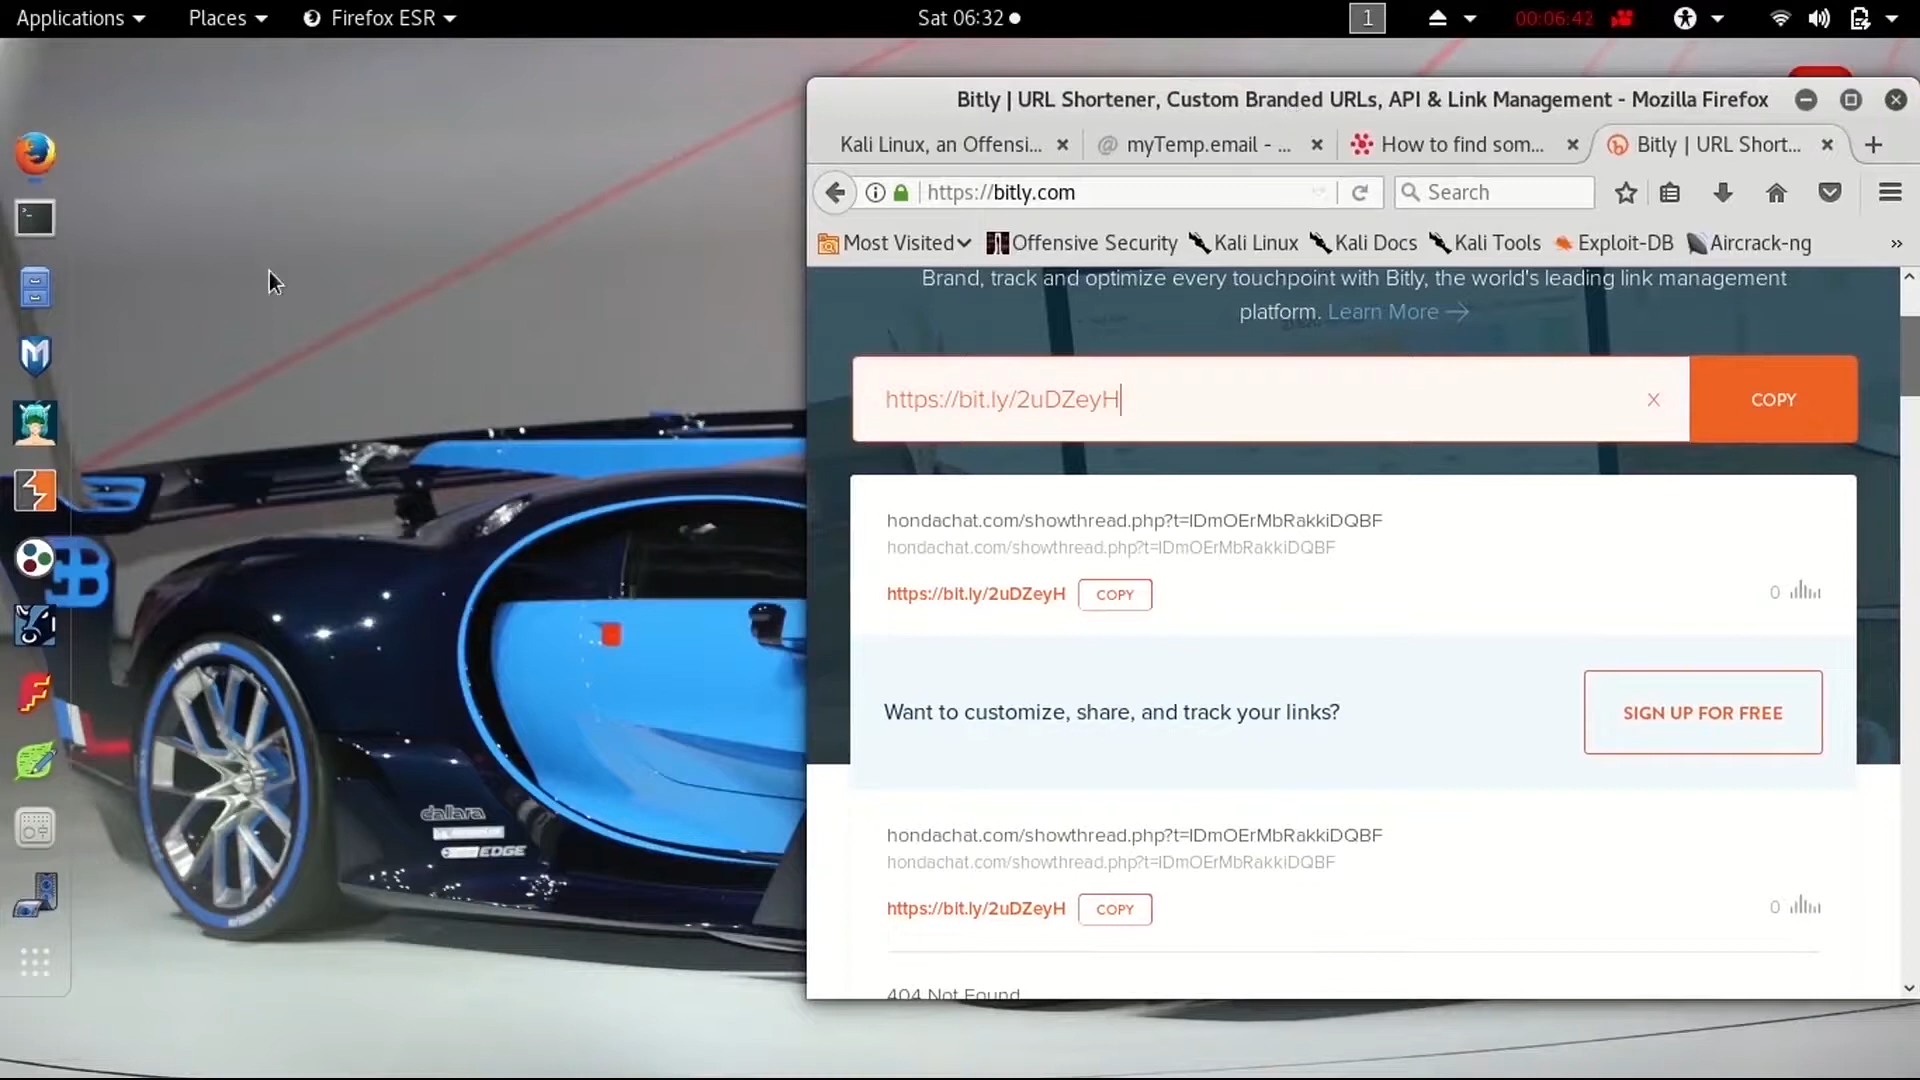 Applications Places Firefox ESR Sat 06:32 1 00:06:42
Bitly | URL Shortener, Custom Branded URLs, API & Link Management - Mozilla Firefox
Kali Linux, an Offensi... @ myTemp.email - ... How to find som... Bitly | URL Short...
https://bitly.com Search
Most Visited Offensive Security Kali Linux Kali Docs Kali Tools Exploit-DB Aircrack-ng »
Brand, track and optimize every touchpoint with Bitly, the world's leading link management
platform. Learn More →
https://bit.ly/2uDZeyH X COPY
hondachat.com/showthread.php?t=IDmOErMbRakkiDQBF
hondachat.com/showthread.php?t=IDmOErMbRakkiDQBF
https://bit.ly/2uDZeyH COPY 0
Want to customize, share, and track your links? SIGN UP FOR FREE
hondachat.com/showthread.php?t=IDmOErMbRakkiDQBF
hondachat.com/showthread.php?t=IDmOErMbRakkiDQBF
https://bit.ly/2uDZeyH COPY 0
404 Not Found
dallara
EDGE